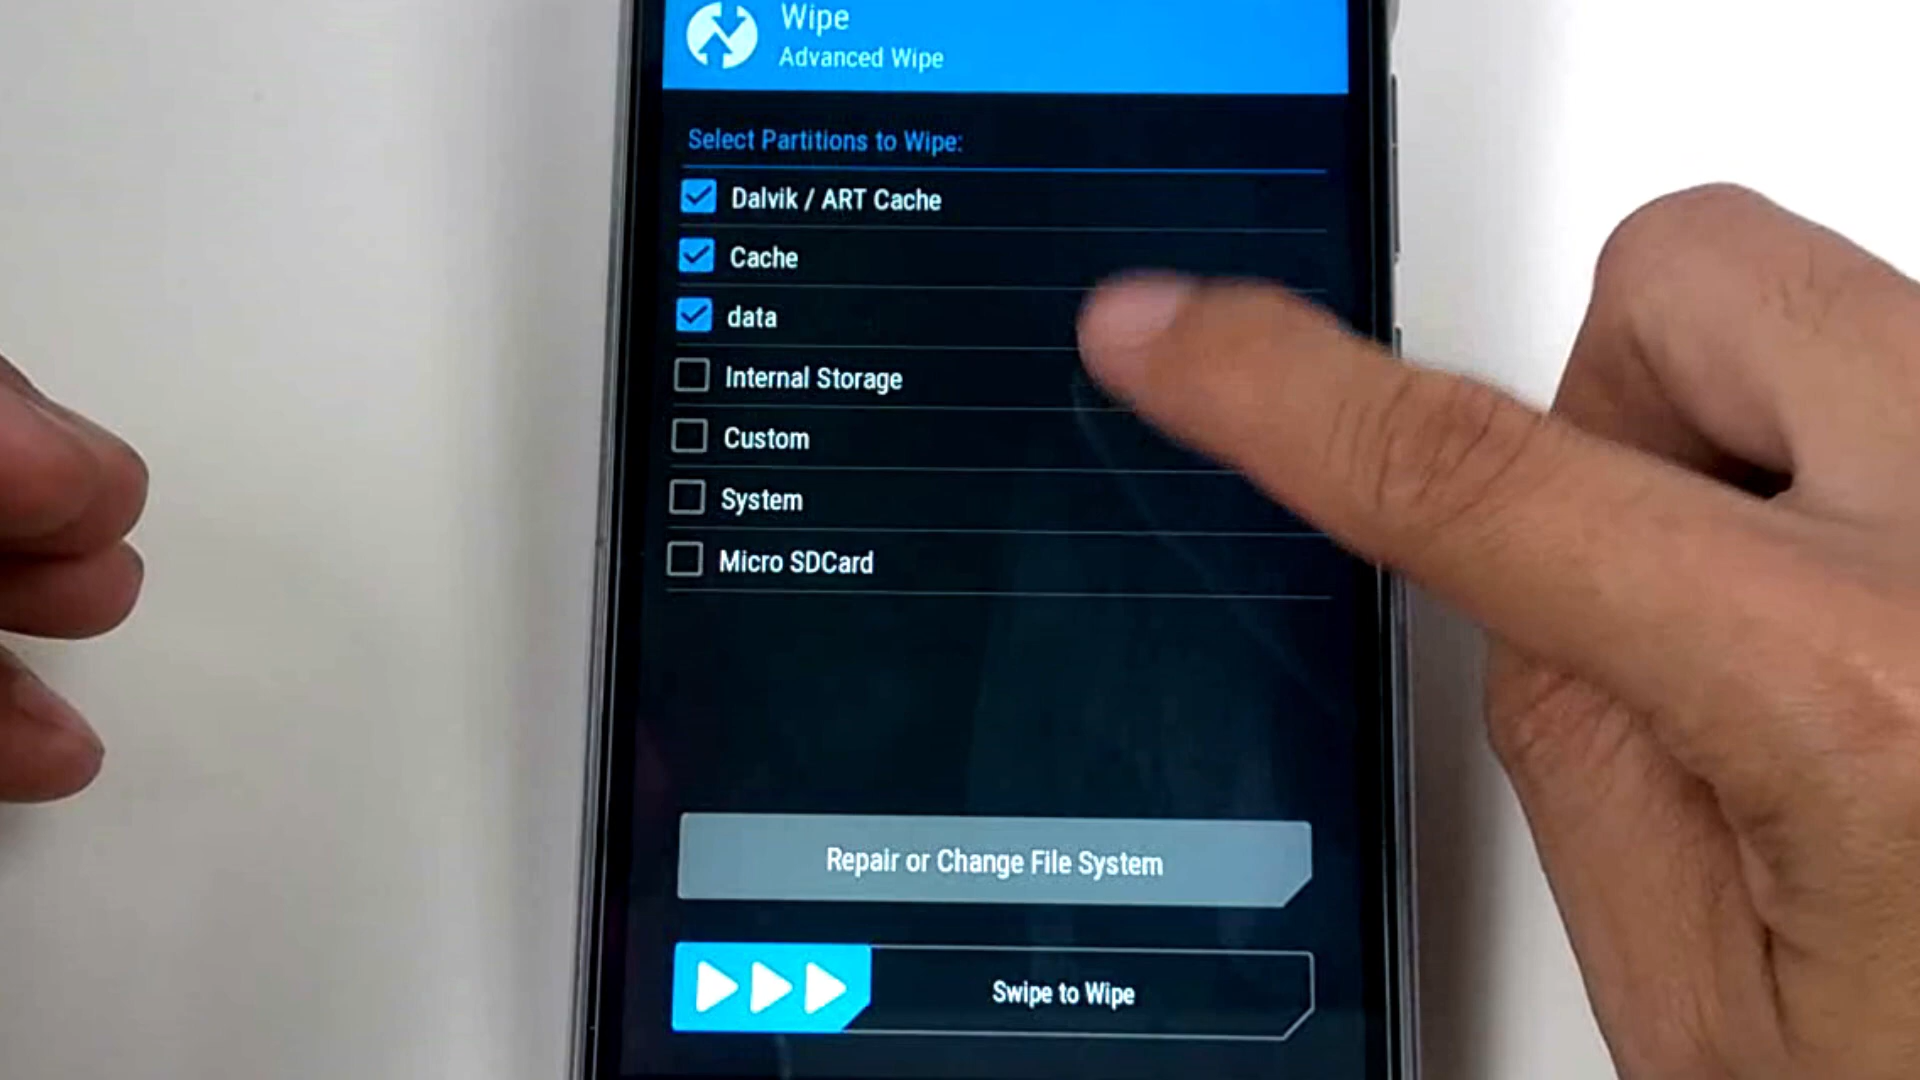 Wipe
Advanced Wipe
Select Partitions to Wipe:
Dalvik / ART Cache
Cache
data
Internal Storage
Custom
System
Micro SDCard
Repair or Change File System
Swipe to Wipe